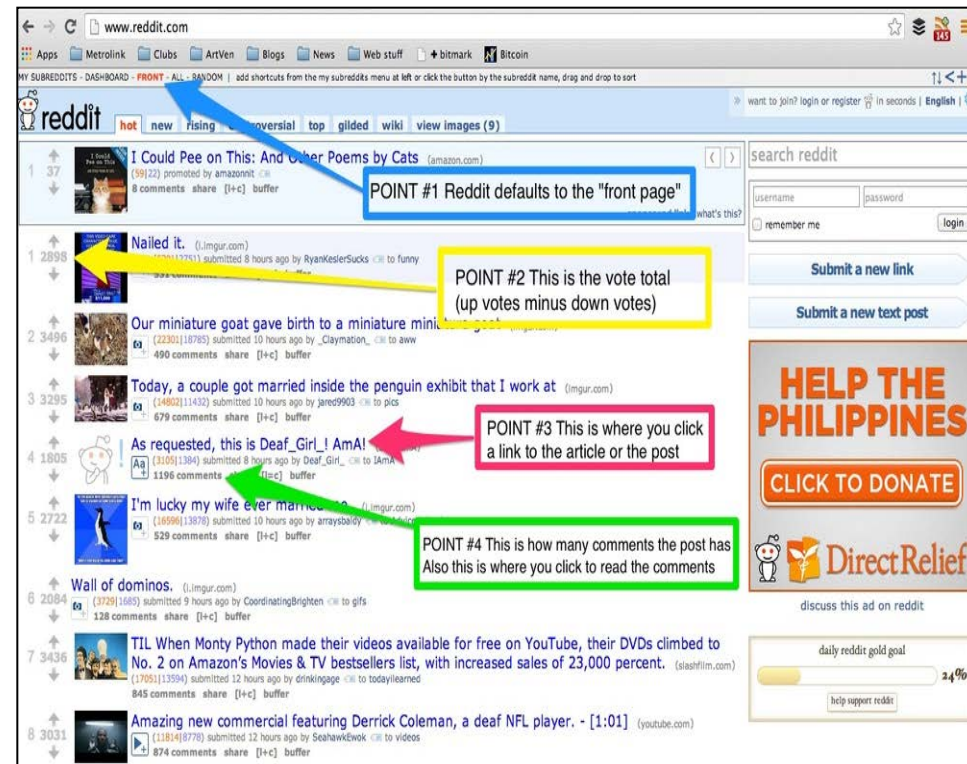 www.reddit.com
145
Apps Metrolink Clubs ArtVen Blogs News Web stuff + bitmark Bitcoin
MY SUBREDDITS - DASHBOARD - FRONT - ALL - RANDOM | add shortcuts from the my subreddits menu at left or click the button by the subreddit name, drag and drop to sort
reddit hot new rising top gilded wiki view images (9)
want to join? login or register in seconds | English |
1 37
I Could Pee on This: And Other Poems by Cats (amazon.com)
(59|22) promoted by amazonnit
8 comments share [l+c] buffer
what's this?
POINT #1 Reddit defaults to the "front page"
search reddit
username password
remember me login
Submit a new link
Submit a new text post
1 2898
Nailed it. (i.imgur.com)
submitted 8 hours ago by RyanKeslerSucks to funny
POINT #2 This is the vote total
(up votes minus down votes)
2 3496
Our miniature goat gave birth to a miniature
(22301|18785) submitted 10 hours ago by _Claymation_ to aww
490 comments share [l+c] buffer
3 3295
Today, a couple got married inside the penguin exhibit that I work at (imgur.com)
(14802|11432) submitted 10 hours ago by jared9903 to pics
679 comments share [l+c] buffer
POINT #3 This is where you click
a link to the article or the post
4 1805
As requested, this is Deaf_Girl_! AmA!
Aa (3105|1384) submitted 8 hours ago by Deaf_Girl_ to IAmA
1196 comments [l=c] buffer
5 2722
I'm lucky my wife ever (i.imgur.com)
(16596|13878) submitted 10 hours ago by arraysbaldy
529 comments share [l+c] buffer
POINT #4 This is how many comments the post has
Also this is where you click to read the comments
6 2084
Wall of dominos. (i.imgur.com)
(3729|1685) submitted 9 hours ago by CoordinatingBrighten to gifs
128 comments share [l+c] buffer
7 3436
TIL When Monty Python made their videos available for free on YouTube, their DVDs climbed to
No. 2 on Amazon's Movies & TV bestsellers list, with increased sales of 23,000 percent. (slashfilm.com)
(17051|13594) submitted 12 hours ago by drinkingage to todayilearned
845 comments share [l+c] buffer
8 3031
Amazing new commercial featuring Derrick Coleman, a deaf NFL player. - [1:01] (youtube.com)
(11814|8778) submitted 12 hours ago by SeahawkEwok to videos
874 comments share [l+c] buffer
HELP THE
PHILIPPINES
CLICK TO DONATE
DirectRelief
discuss this ad on reddit
daily reddit gold goal
24%
help support reddit